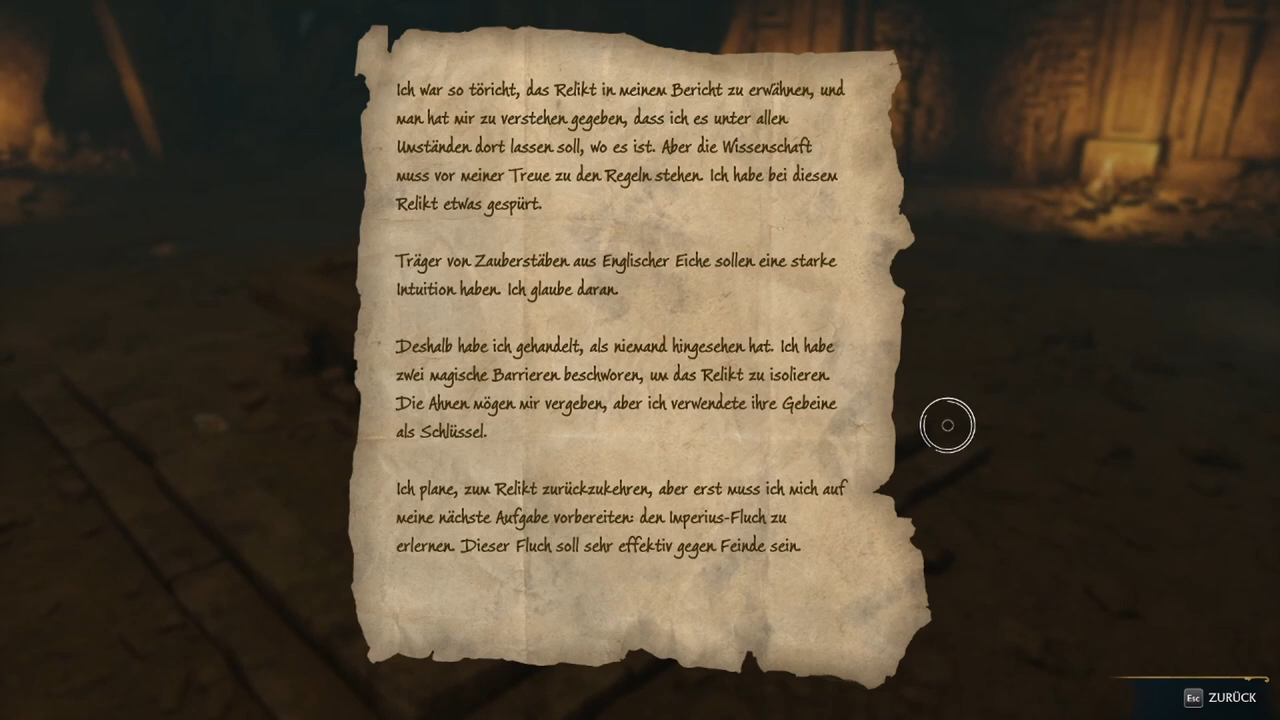 Ich war so töricht, das Relikt in meinem Bericht zu erwähnen, und
man hat mir zu verstehen gegeben, dass ich es unter allen
Umständen dort lassen soll, wo es ist. Aber die Wissenschaft
muss vor meiner Treue zu den Regeln stehen. Ich habe bei diesem
Relikt etwas gespürt.
Träger von Zauberstäben aus Englischer Eiche sollen eine starke
Intuition haben. Ich glaube daran.
Deshalb habe ich gehandelt, als niemand hingesehen hat. Ich habe
zwei magische Barrieren beschworen, um das Relikt zu isolieren.
Die Ahnen mögen mir vergeben, aber ich verwendete ihre Gebeine
als Schlüssel.
Ich plane, zum Relikt zurückzukehren, aber erst muss ich mich auf
meine nächste Aufgabe vorbereiten: den Imperius-Fluch zu
erlernen. Dieser Fluch soll sehr effektiv gegen Feinde sein.
Esc ZURÜCK